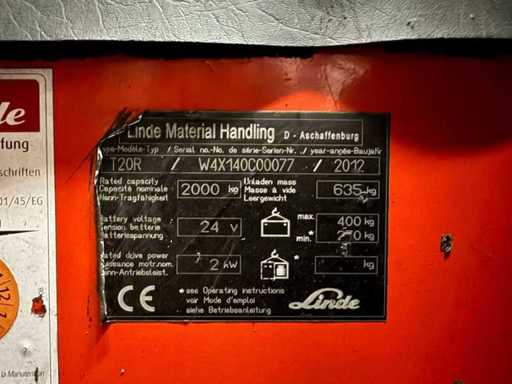 de
fung
schriften
01/45/EG
12
Linde Material Handling D - Aschaffenburg
ype-Modèle-Typ / Serial no.-No. de série-Serien-Nr. / year-année-Baujahr
T20R / W4X140C00077 / 2012
Rated capacity
Capacité nominale
Nenn-Tragfähigkeit
2000 kg
Unladen mass
Masse à vide
Leergewicht
635 kg
Battery voltage
Tension batterie
Batteriespannung
24 V
max. 400 kg
* min.
Rated drive power
uissance motr.nom.
enn-Antriebsleist.
2 kW
* kg
CE
* see Operating instructions
voir Mode d'emploi
siehe Betriebsanleitung
Linde